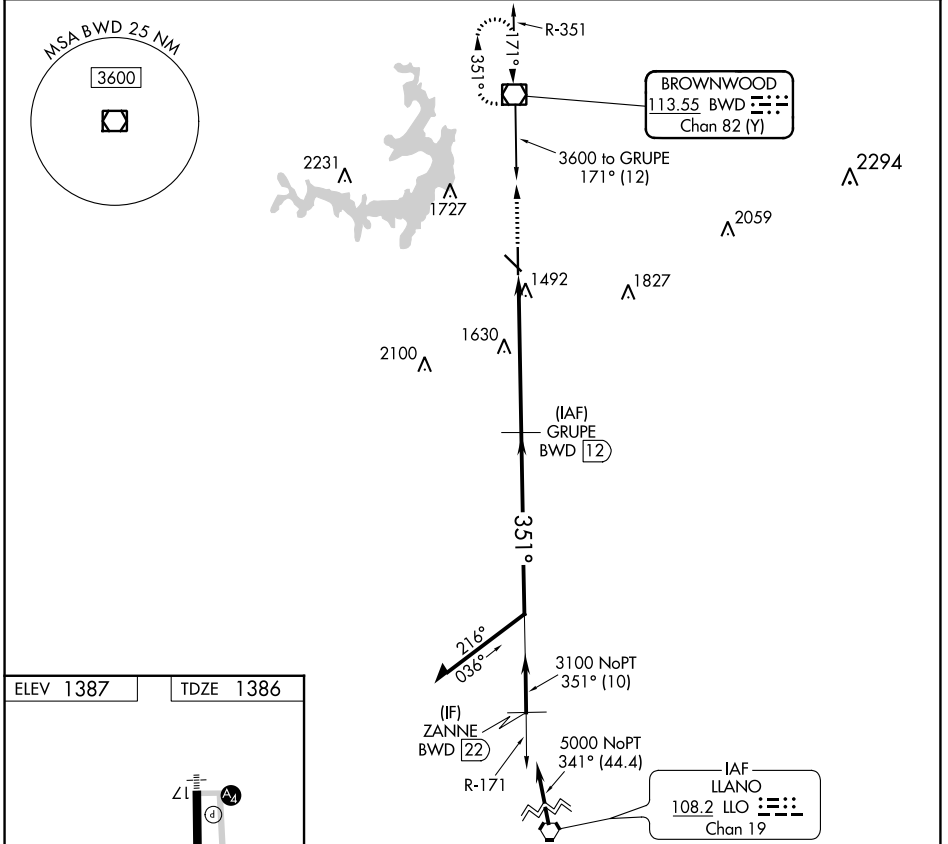 MSA BWD 25 NM
3600
R-351
351°
171°
BROWNWOOD
113.55 BWD
Chan 82 (Y)
3600 to GRUPE
171° (12)
2231
1727
2294
2059
1492
1827
1630
2100
(IAF)
GRUPE
BWD 12
351°
216°
036°
3100 NoPT
351° (10)
(IF)
ZANNE
BWD 22
R-171
5000 NoPT
341° (44.4)
IAF
LLANO
108.2 LLO
Chan 19
ELEV 1387
TDZE 1386
17
A4
P